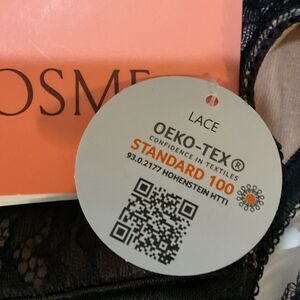 OSME
LACE
OEKO-TEX®
CONFIDENCE IN TEXTILES
STANDARD 100
93.0.2177 HOHENSTEIN HTTI